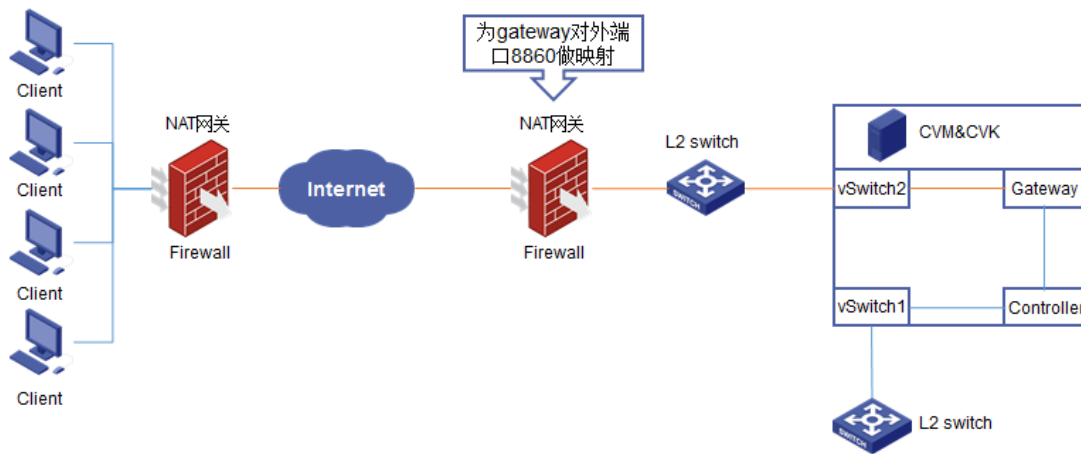 为gateway对外端
口8860做映射
Client
Client
Client
Client
NAT网关
Firewall
Internet
NAT网关
Firewall
L2 switch
SWITCH
CVM&CVK
vSwitch2
Gateway
vSwitch1
Controller
L2 switch
SWITCH